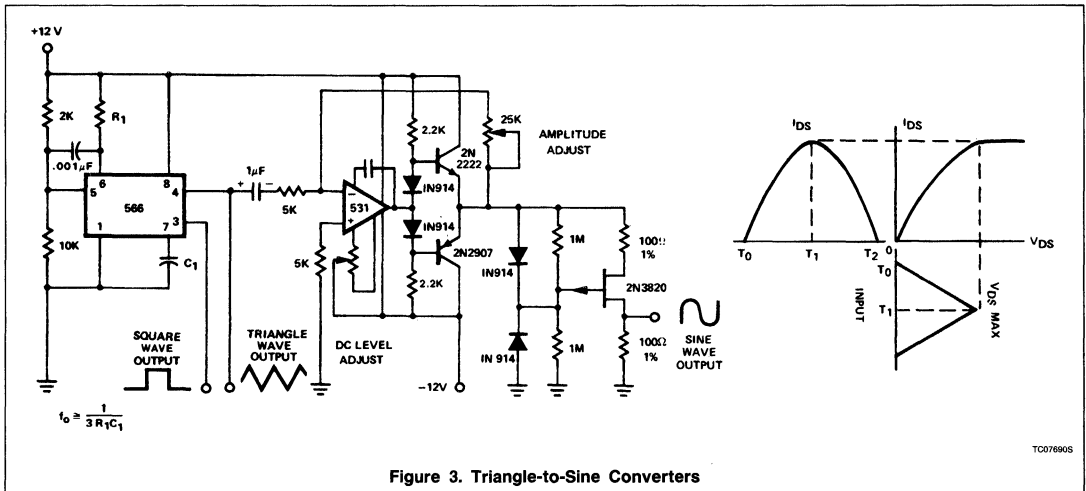 +12 V
2K
R1
.001µF
5
6
8
4
566
3
1
7
10K
C1
1µF
+
−
5K
−
531
+
5K
2.2K
2N
2222
IN914
IN914
2N2907
2.2K
25K
AMPLITUDE
ADJUST
IN914
IN 914
1M
1M
100Ω
1%
2N3820
100Ω
1%
SINE
WAVE
OUTPUT
SQUARE
WAVE
OUTPUT
TRIANGLE
WAVE
OUTPUT
DC LEVEL
ADJUST
−12V
fo ≅ 1/3 R1C1
IDS
IDS
T0
T1
T2
0
VDS
T0
T1
INPUT
VDS MAX
TC07690S
Figure 3. Triangle-to-Sine Converters